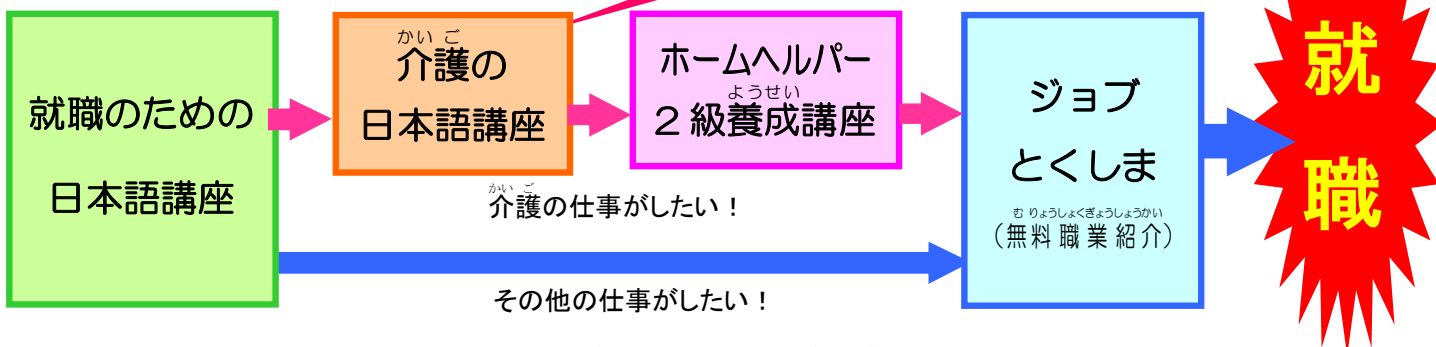 就職のための
日本語講座
かいご
介護の
日本語講座
ホームヘルパー
ようせい
2級養成講座
かいご
介護の仕事がしたい！
その他の仕事がしたい！
ジョブ
とくしま
むりょうしょくぎょうしょうかい
（無料職業紹介）
就
職